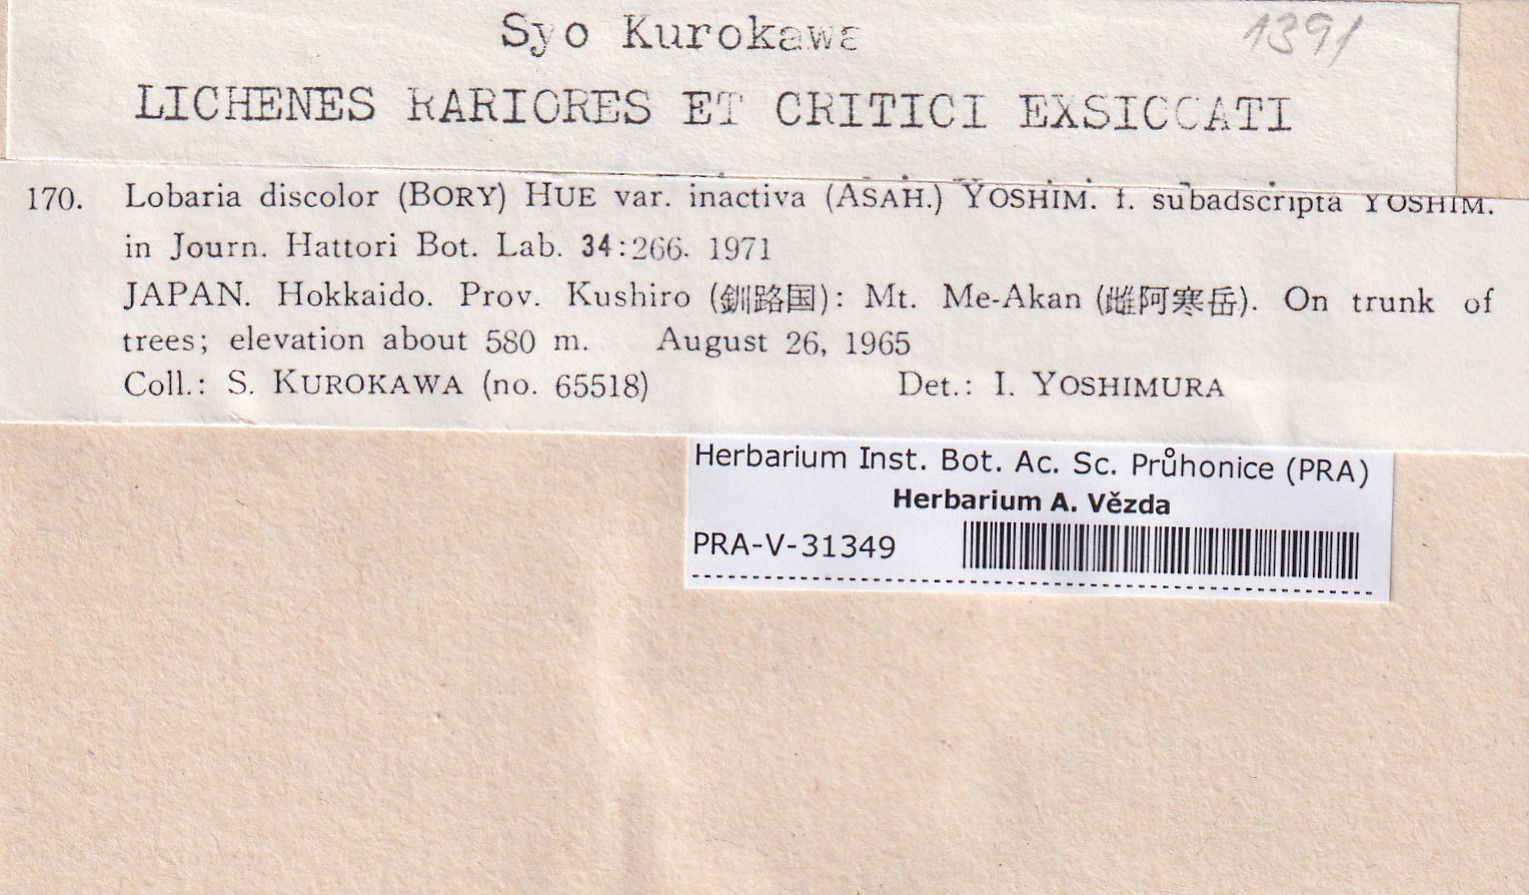 Syo Kurokawa 1391
LICHENES RARIORES ET CRITICI EXSICCATI
170. Lobaria discolor (BORY) HUE var. inactiva (ASAH.) YOSHIM. f. subadscripta YOSHIM.
in Journ. Hattori Bot. Lab. 34:266. 1971
JAPAN. Hokkaido. Prov. Kushiro (釧路国): Mt. Me-Akan (雌阿寒岳). On trunk of
trees; elevation about 580 m. August 26, 1965
Coll.: S. KUROKAWA (no. 65518) Det.: I. YOSHIMURA
Herbarium Inst. Bot. Ac. Sc. Průhonice (PRA)
Herbarium A. Vězda
PRA-V-31349